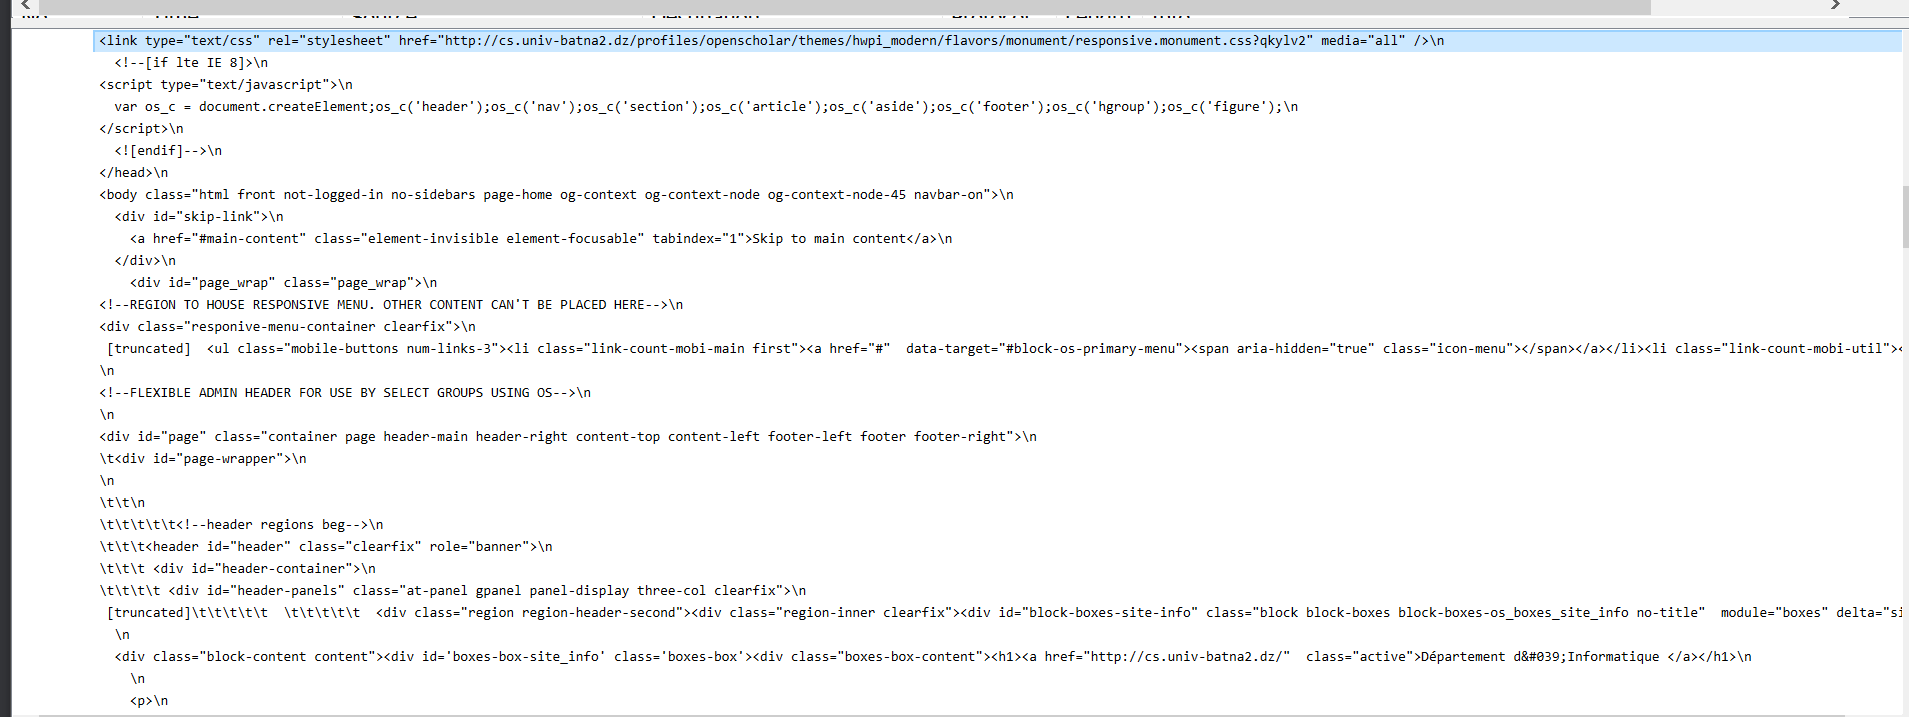 <link type="text/css" rel="stylesheet" href="http://cs.univ-batna2.dz/profiles/openscholar/themes/hwpi_modern/flavors/monument/responsive.monument.css?qkylv2" media="all" />\n
<!--[if lte IE 8]>\n
<script type="text/javascript">\n
var os_c = document.createElement;os_c('header');os_c('nav');os_c('section');os_c('article');os_c('aside');os_c('footer');os_c('hgroup');os_c('figure');\n
</script>\n
<![endif]-->\n
</head>\n
<body class="html front not-logged-in no-sidebars page-home og-context og-context-node og-context-node-45 navbar-on">\n
<div id="skip-link">\n
<a href="#main-content" class="element-invisible element-focusable" tabindex="1">Skip to main content</a>\n
</div>\n
<div id="page_wrap" class="page_wrap">\n
<!--REGION TO HOUSE RESPONSIVE MENU. OTHER CONTENT CAN'T BE PLACED HERE-->\n
<div class="responive-menu-container clearfix">\n
[truncated]  <ul class="mobile-buttons num-links-3"><li class="link-count-mobi-main first"><a href="#"  data-target="#block-os-primary-menu"><span aria-hidden="true" class="icon-menu"></span></a></li><li class="link-count-mobi-util"><
\n
<!--FLEXIBLE ADMIN HEADER FOR USE BY SELECT GROUPS USING OS-->\n
\n
<div id="page" class="container page header-main header-right content-top content-left footer-left footer footer-right">\n
\t<div id="page-wrapper">\n
\n
\t\t\n
\t\t\t\t\t<!--header regions beg-->\n
\t\t\t<header id="header" class="clearfix" role="banner">\n
\t\t\t <div id="header-container">\n
\t\t\t\t <div id="header-panels" class="at-panel gpanel panel-display three-col clearfix">\n
[truncated]\t\t\t\t\t  \t\t\t\t\t  <div class="region region-header-second"><div class="region-inner clearfix"><div id="block-boxes-site-info" class="block block-boxes block-boxes-os_boxes_site_info no-title"  module="boxes" delta="si
\n
<div class="block-content content"><div id='boxes-box-site_info' class='boxes-box'><div class="boxes-box-content"><h1><a href="http://cs.univ-batna2.dz/"  class="active">Département d&#039;Informatique </a></h1>\n
\n
<p>\n